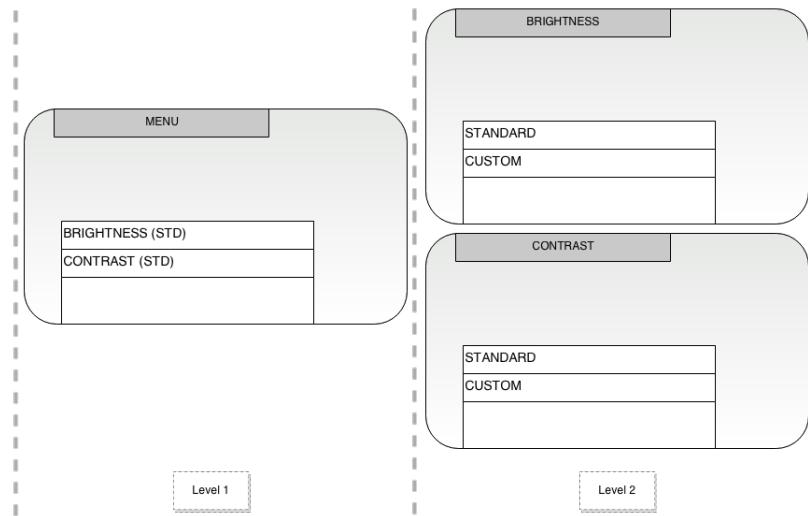 MENU
BRIGHTNESS (STD)
CONTRAST (STD)
Level 1
BRIGHTNESS
STANDARD
CUSTOM
CONTRAST
STANDARD
CUSTOM
Level 2